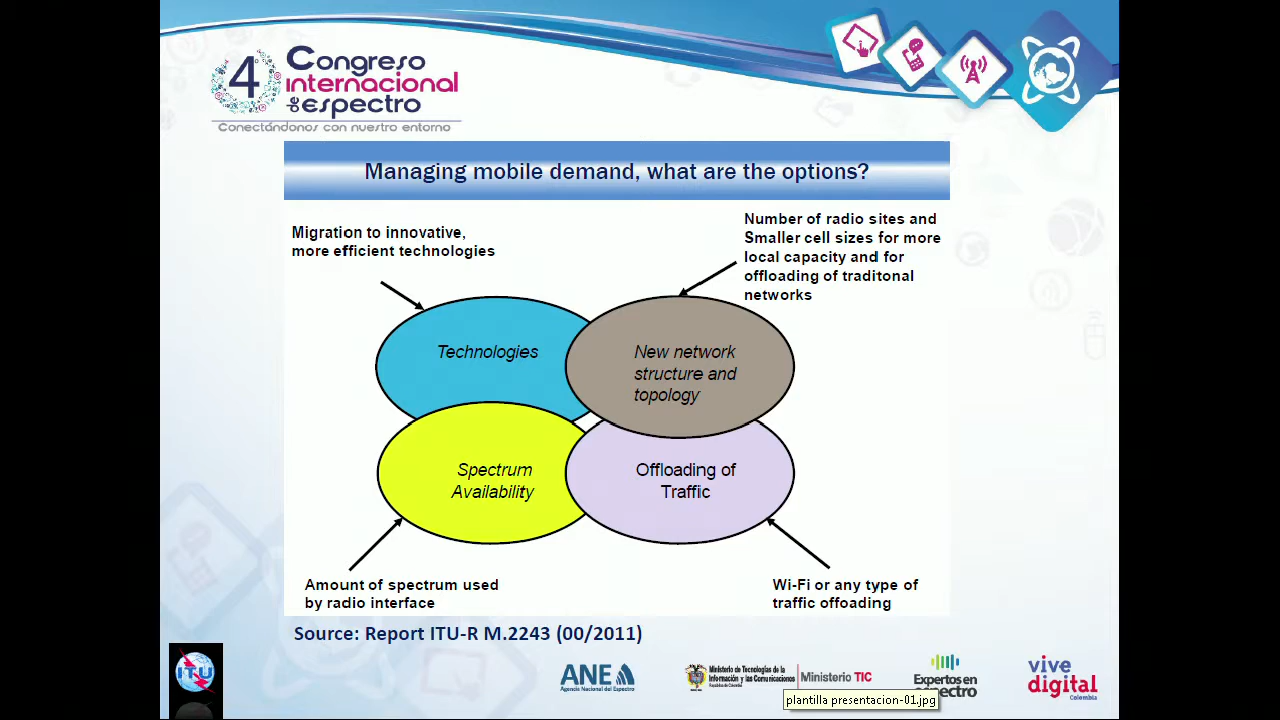 4°
Congreso
internacional
de espectro
Conectándonos con nuestro entorno
Managing mobile demand, what are the options?
Migration to innovative,
more efficient technologies
Number of radio sites and
Smaller cell sizes for more
local capacity and for
offloading of traditonal
networks
Technologies
New network
structure and
topology
Spectrum
Availability
Offloading of
Traffic
Amount of spectrum used
by radio interface
Wi-Fi or any type of
traffic offoading
Source: Report ITU-R M.2243 (00/2011)
ITU
ANE
Agencia Nacional del Espectro
Ministerio de Tecnologías de la
Información y las Comunicaciones
República de Colombia
Ministerio TIC
Expertos en
espectro
vive
digital
Colombia
plantilla presentacion-01.jpg